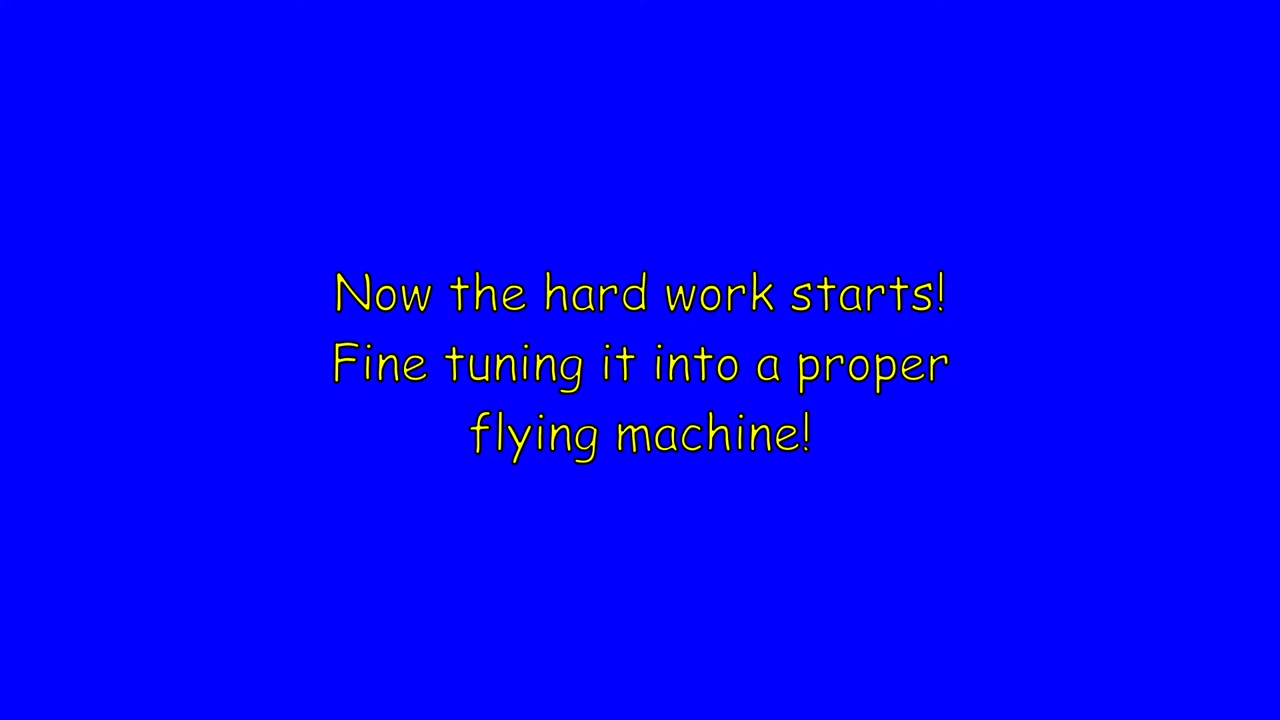 Now the hard work starts!
Fine tuning it into a proper
flying machine!